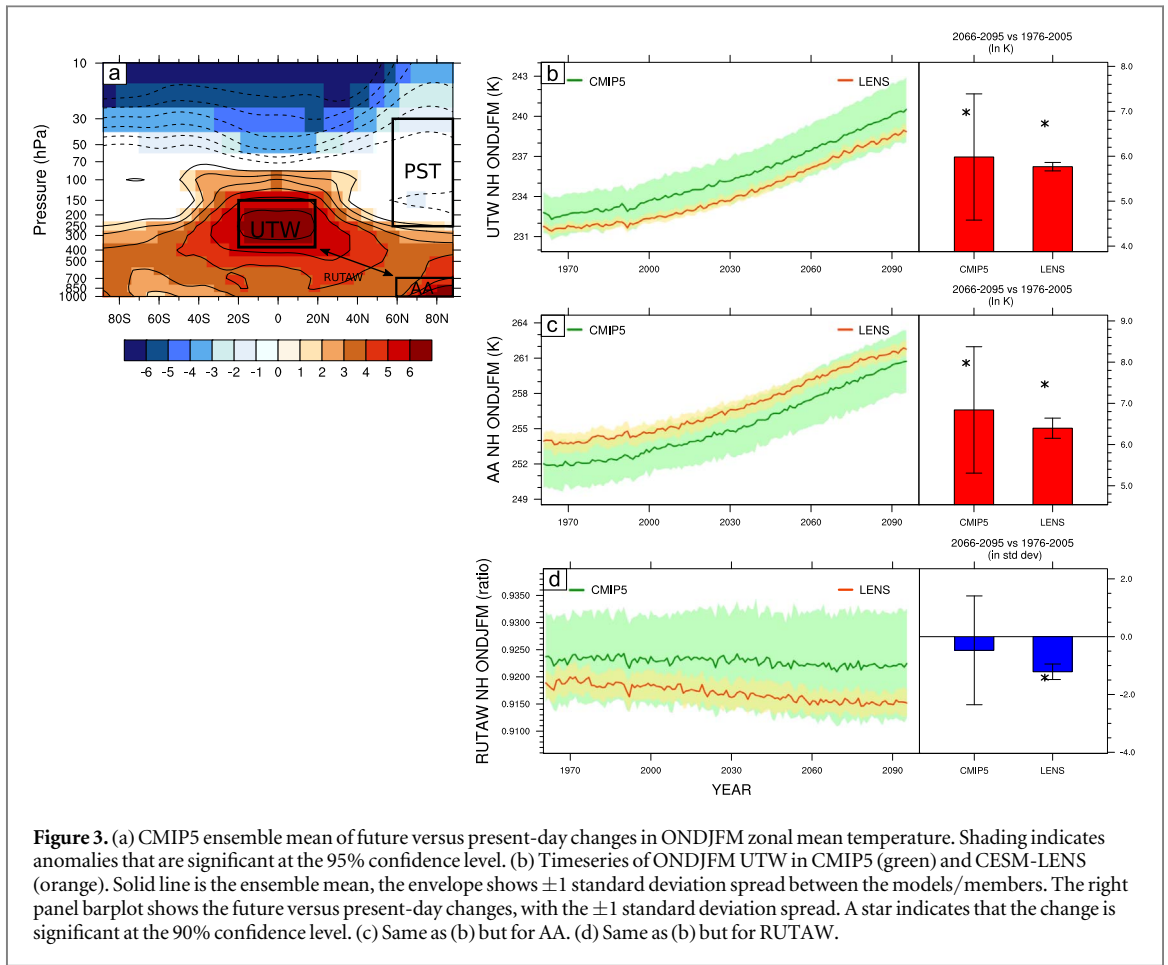 a
10
30
50
70
100
150
200
250
300
400
500
700
850
1000
Pressure (hPa)
PST
UTW
RUTAW
AA
80S 60S 40S 20S 0 20N 40N 60N 80N
-6 -5 -4 -3 -2 -1 0 1 2 3 4 5 6
b
CMIP5
LENS
UTW NH ONDJFM (K)
243
240
237
234
231
1970 2000 2030 2060 2090
2066-2095 vs 1976-2005
(In K)
8.0
7.0
6.0
5.0
4.0
*
*
CMIP5 LENS
c
CMIP5
LENS
AA NH ONDJFM (K)
264
261
258
255
252
249
1970 2000 2030 2060 2090
2066-2095 vs 1976-2005
(In K)
9.0
8.0
7.0
6.0
5.0
*
*
CMIP5 LENS
d
CMIP5
LENS
RUTAW NH ONDJFM (ratio)
0.9350
0.9300
0.9250
0.9200
0.9150
0.9100
1970 2000 2030 2060 2090
YEAR
2066-2095 vs 1976-2005
(in std dev)
2.0
0.0
-2.0
-4.0
*
CMIP5 LENS
Figure 3. (a) CMIP5 ensemble mean of future versus present-day changes in ONDJFM zonal mean temperature. Shading indicates
anomalies that are significant at the 95% confidence level. (b) Timeseries of ONDJFM UTW in CMIP5 (green) and CESM-LENS
(orange). Solid line is the ensemble mean, the envelope shows ±1 standard deviation spread between the models/members. The right
panel barplot shows the future versus present-day changes, with the ±1 standard deviation spread. A star indicates that the change is
significant at the 90% confidence level. (c) Same as (b) but for AA. (d) Same as (b) but for RUTAW.